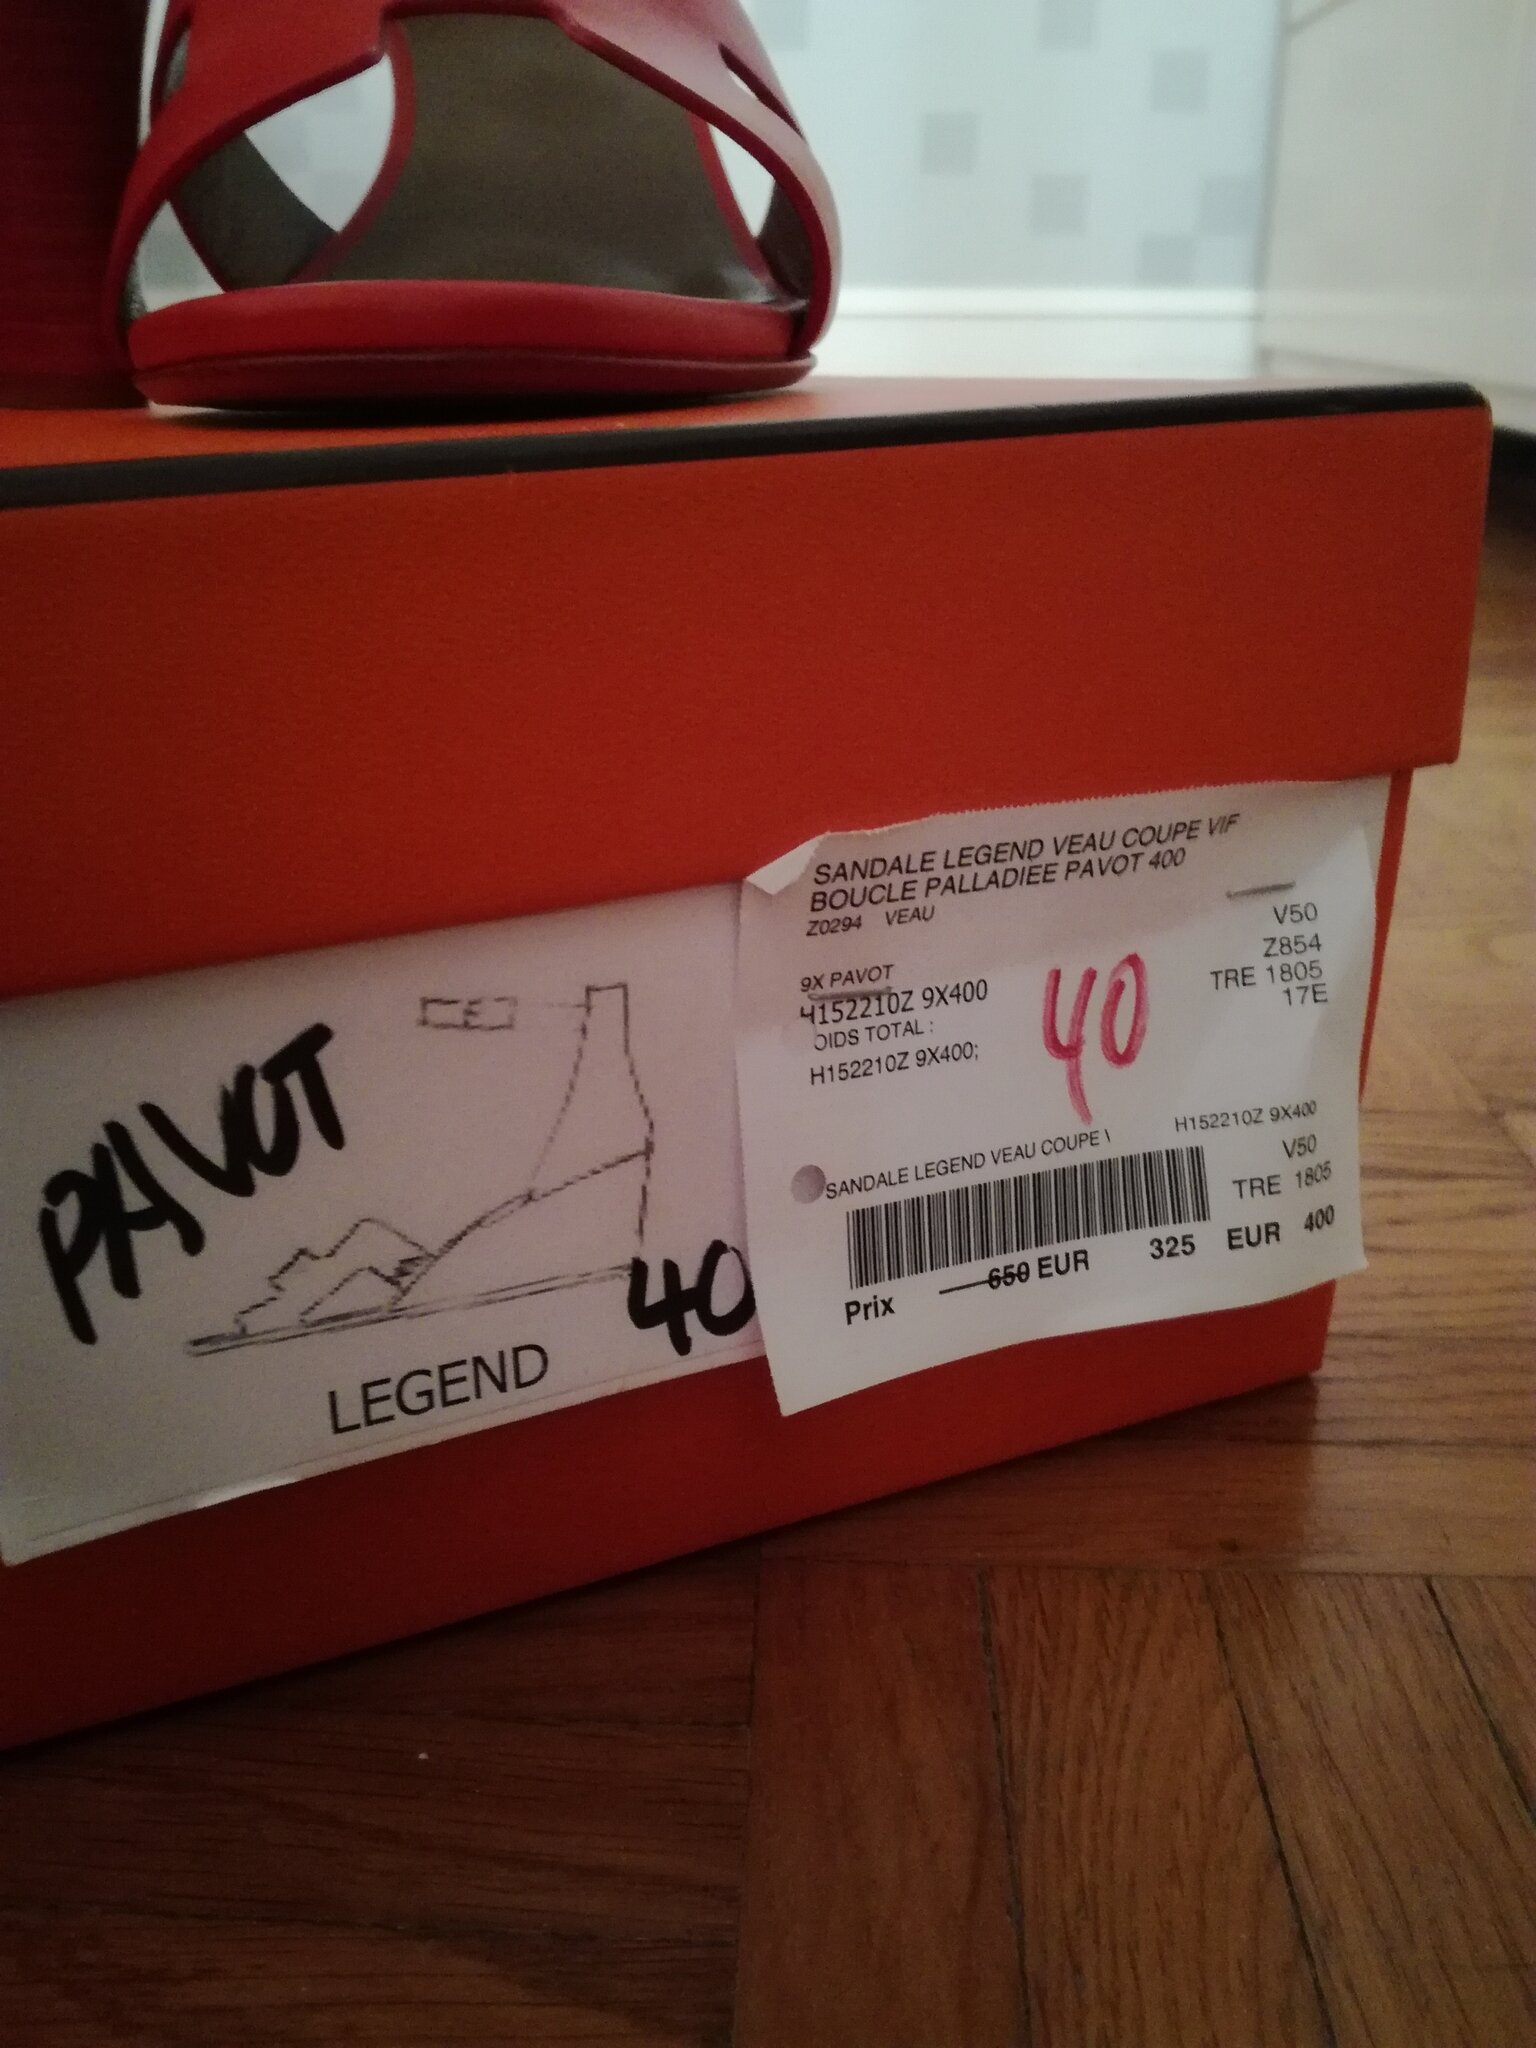 PAVOT
E
40
LEGEND
SANDALE LEGEND VEAU COUPE VIF
BOUCLE PALLADIEE PAVOT 400
Z0294 VEAU
V50
Z854
9X PAVOT
TRE 1805
H152210Z 9X400
17E
OIDS TOTAL :
40
H152210Z 9X400;
H152210Z 9X400
SANDALE LEGEND VEAU COUPE \
V50
TRE 1805
Prix 650 EUR 325 EUR 400